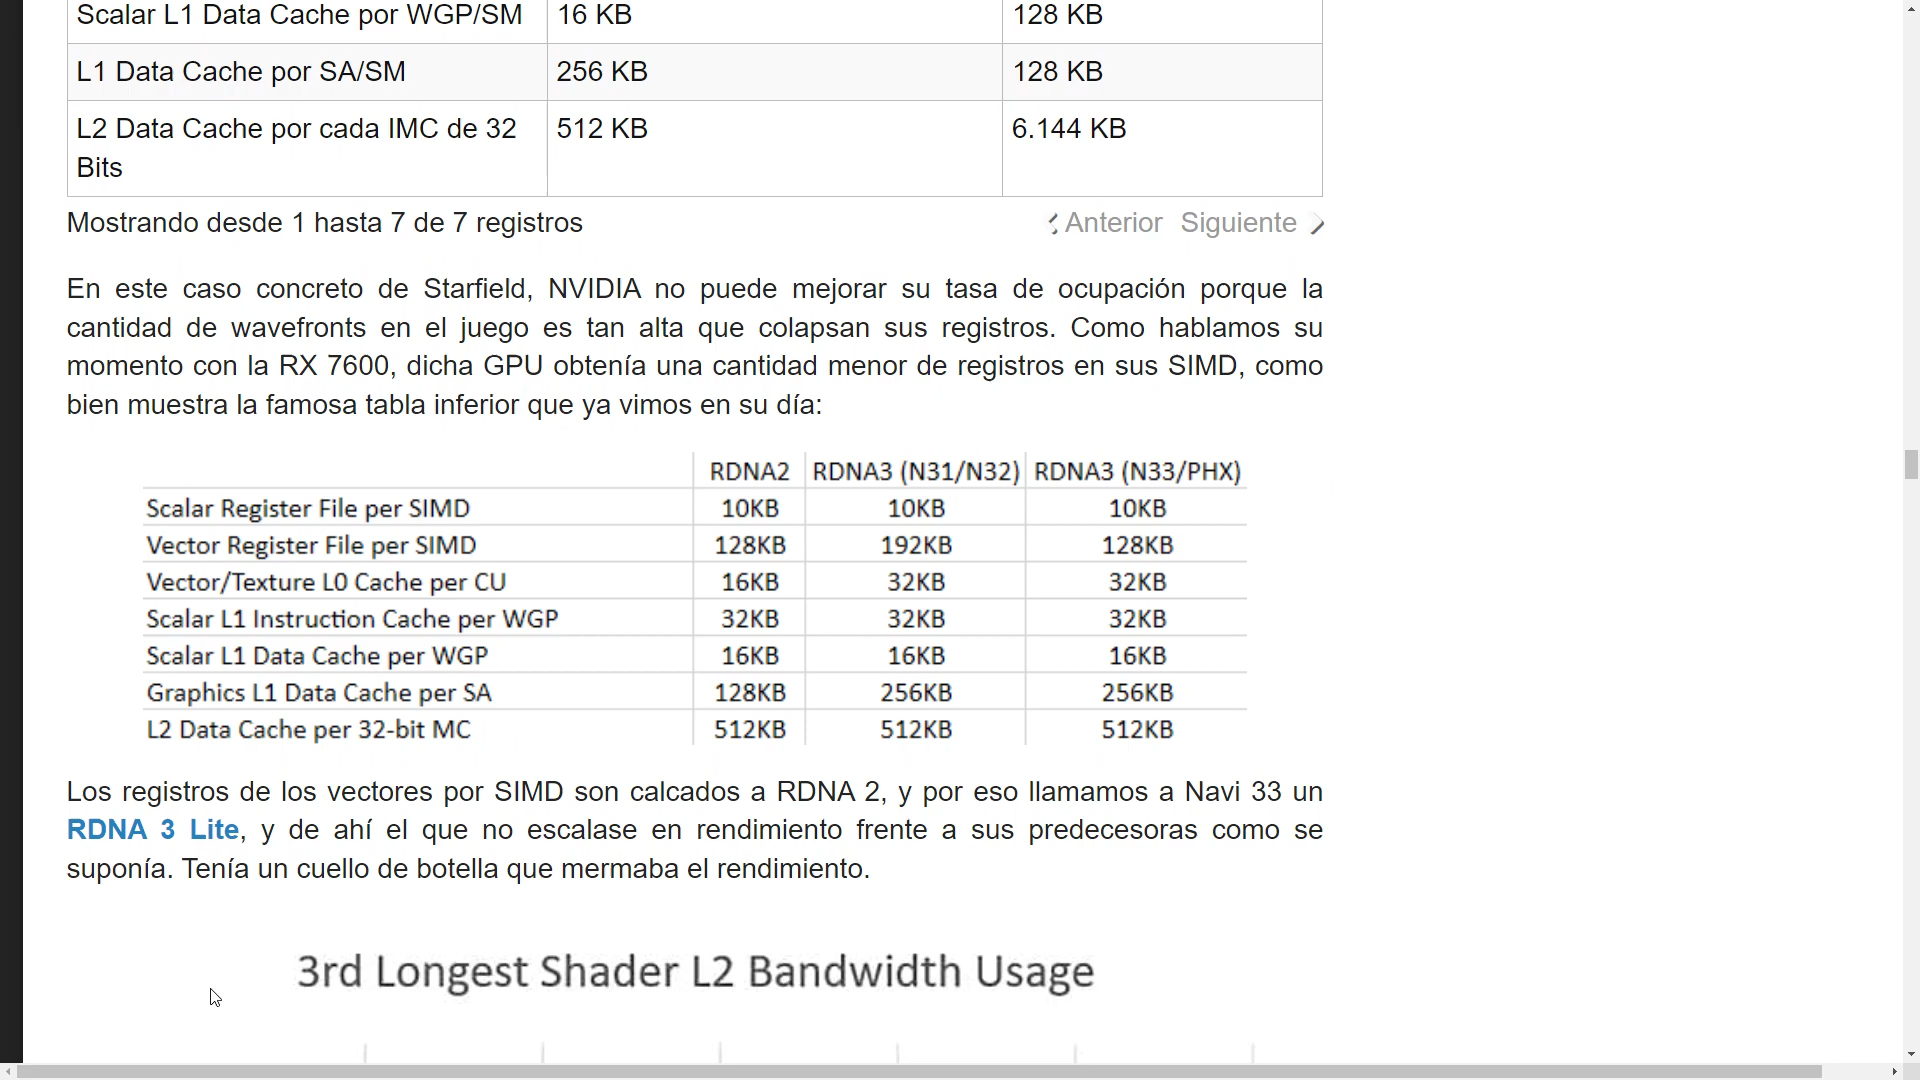 Scalar L1 Data Cache por WGP/SM 16 KB 128 KB
L1 Data Cache por SA/SM 256 KB 128 KB
L2 Data Cache por cada IMC de 32 512 KB 6.144 KB
Bits
Mostrando desde 1 hasta 7 de 7 registros Anterior Siguiente
En este caso concreto de Starfield, NVIDIA no puede mejorar su tasa de ocupación porque la
cantidad de wavefronts en el juego es tan alta que colapsan sus registros. Como hablamos su
momento con la RX 7600, dicha GPU obtenía una cantidad menor de registros en sus SIMD, como
bien muestra la famosa tabla inferior que ya vimos en su día:
RDNA2 RDNA3 (N31/N32) RDNA3 (N33/PHX)
Scalar Register File per SIMD 10KB 10KB 10KB
Vector Register File per SIMD 128KB 192KB 128KB
Vector/Texture L0 Cache per CU 16KB 32KB 32KB
Scalar L1 Instruction Cache per WGP 32KB 32KB 32KB
Scalar L1 Data Cache per WGP 16KB 16KB 16KB
Graphics L1 Data Cache per SA 128KB 256KB 256KB
L2 Data Cache per 32-bit MC 512KB 512KB 512KB
Los registros de los vectores por SIMD son calcados a RDNA 2, y por eso llamamos a Navi 33 un
RDNA 3 Lite, y de ahí el que no escalase en rendimiento frente a sus predecesoras como se
suponía. Tenía un cuello de botella que mermaba el rendimiento.
3rd Longest Shader L2 Bandwidth Usage